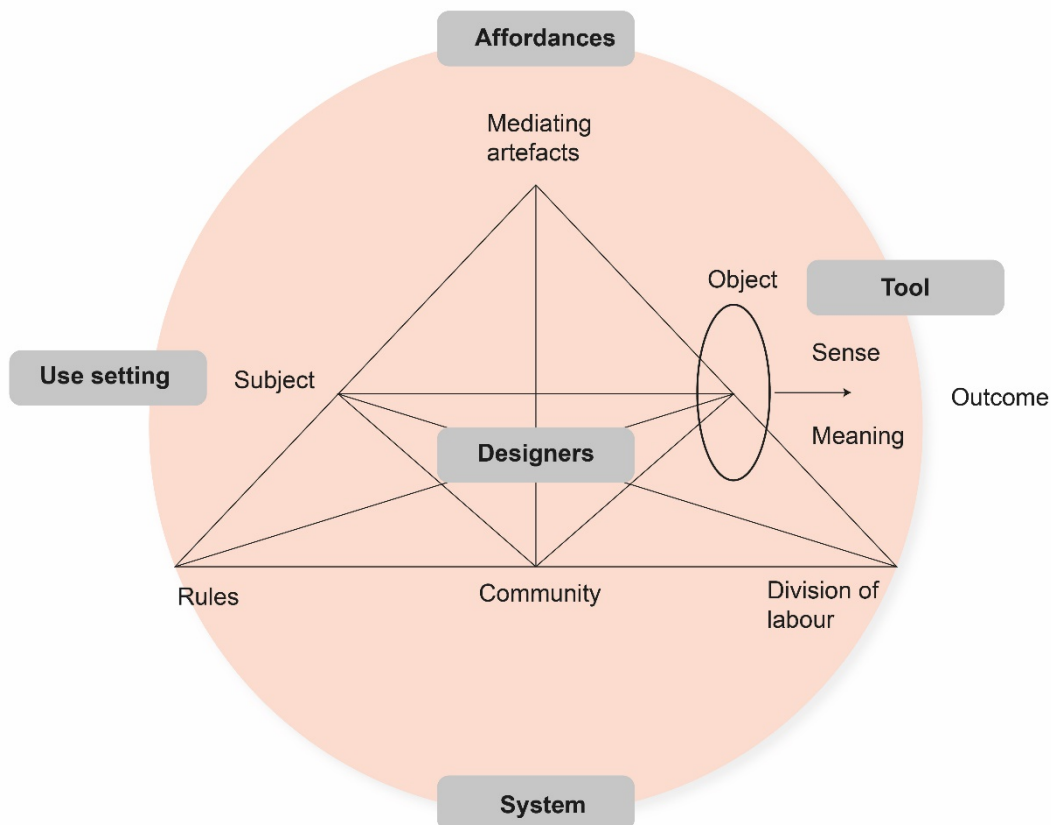 Affordances
Mediating
artefacts
Object
Tool
Sense
Use setting
Subject
Outcome
Meaning
Designers
Rules
Community
Division of
labour
System